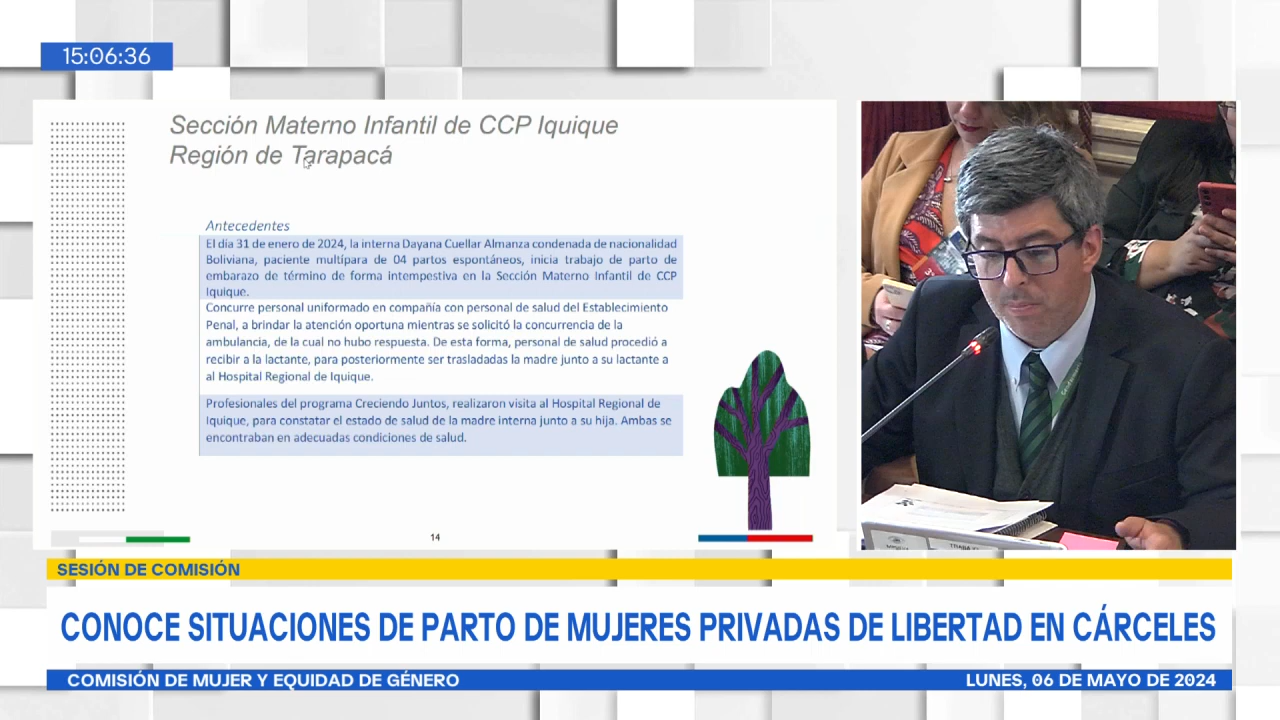 15:06:36
Sección Materno Infantil de CCP Iquique
Región de Tarapacá
Antecedentes
El día 31 de enero de 2024, la interna Dayana Cuellar Almanza condenada de nacionalidad
Boliviana, paciente multípara de 04 partos espontáneos, inicia trabajo de parto de
embarazo de término de forma intempestiva en la Sección Materno Infantil de CCP
Iquique.
Concurre personal uniformado en compañía con personal de salud del Establecimiento
Penal, a brindar la atención oportuna mientras se solicitó la concurrencia de la
ambulancia, de la cual no hubo respuesta. De esta forma, personal de salud procedió a
recibir a la lactante, para posteriormente ser trasladadas la madre junto a su lactante a
al Hospital Regional de Iquique.
Profesionales del programa Creciendo Juntos, realizaron visita al Hospital Regional de
Iquique, para constatar el estado de salud de la madre interna junto a su hija. Ambas se
encontraban en adecuadas condiciones de salud.
14
SESIÓN DE COMISIÓN
CONOCE SITUACIONES DE PARTO DE MUJERES PRIVADAS DE LIBERTAD EN CÁRCELES
COMISIÓN DE MUJER Y EQUIDAD DE GÉNERO
LUNES, 06 DE MAYO DE 2024